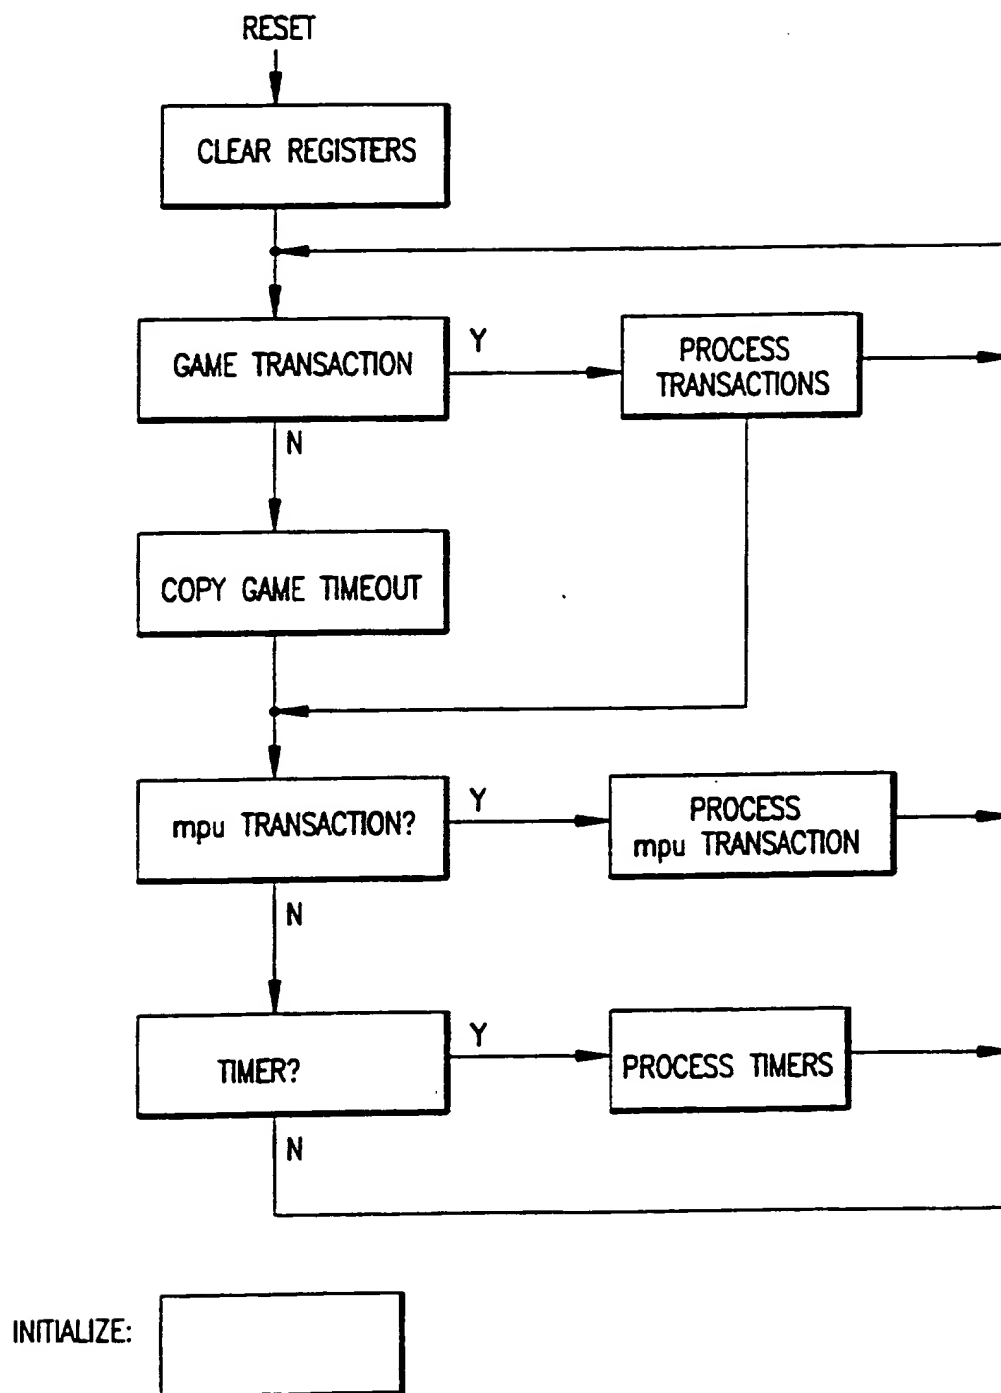 RESET
CLEAR REGISTERS
GAME TRANSACTION
Y
PROCESS
TRANSACTIONS
N
COPY GAME TIMEOUT
mpu TRANSACTION?
Y
PROCESS
mpu TRANSACTION
N
TIMER?
Y
PROCESS TIMERS
N
INITIALIZE: